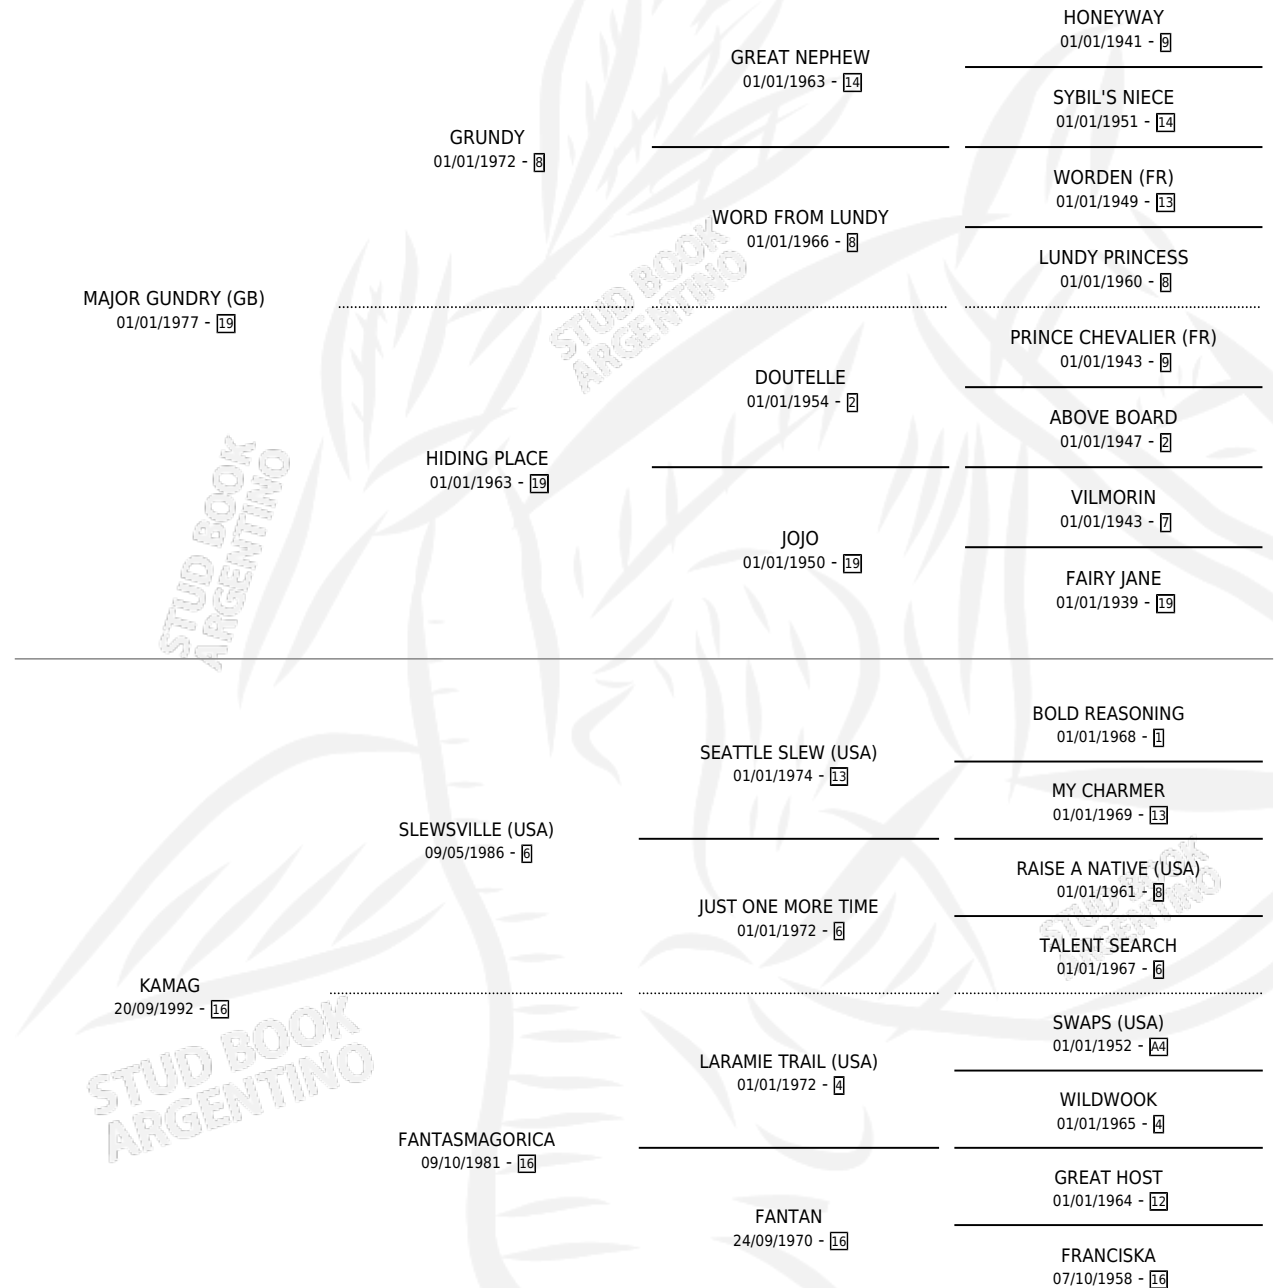 HONEYWAY
01/01/1941 - 9
GREAT NEPHEW
01/01/1963 - 14
SYBIL'S NIECE
01/01/1951 - 14
GRUNDY
01/01/1972 - 8
WORDEN (FR)
01/01/1949 - 13
WORD FROM LUNDY
01/01/1966 - 8
LUNDY PRINCESS
01/01/1960 - 8
MAJOR GUNDRY (GB)
01/01/1977 - 19
PRINCE CHEVALIER (FR)
01/01/1943 - 9
DOUTELLE
01/01/1954 - 2
ABOVE BOARD
01/01/1947 - 2
HIDING PLACE
01/01/1963 - 19
VILMORIN
01/01/1943 - 7
JOJO
01/01/1950 - 19
FAIRY JANE
01/01/1939 - 19
BOLD REASONING
01/01/1968 - 1
SEATTLE SLEW (USA)
01/01/1974 - 13
MY CHARMER
01/01/1969 - 13
SLEWSVILLE (USA)
09/05/1986 - 6
RAISE A NATIVE (USA)
01/01/1961 - 8
JUST ONE MORE TIME
01/01/1972 - 6
TALENT SEARCH
01/01/1967 - 6
KAMAG
20/09/1992 - 16
SWAPS (USA)
01/01/1952 - A4
LARAMIE TRAIL (USA)
01/01/1972 - 4
WILDWOOK
01/01/1965 - 4
FANTASMAGORICA
09/10/1981 - 16
GREAT HOST
01/01/1964 - 12
FANTAN
24/09/1970 - 16
FRANCISKA
07/10/1958 - 16
STUD BOOK
ARGENTINO
STUD BOOK
ARGENTINO
STUD BOOK
ARGENTINO
STUD BOOK
ARGENTINO